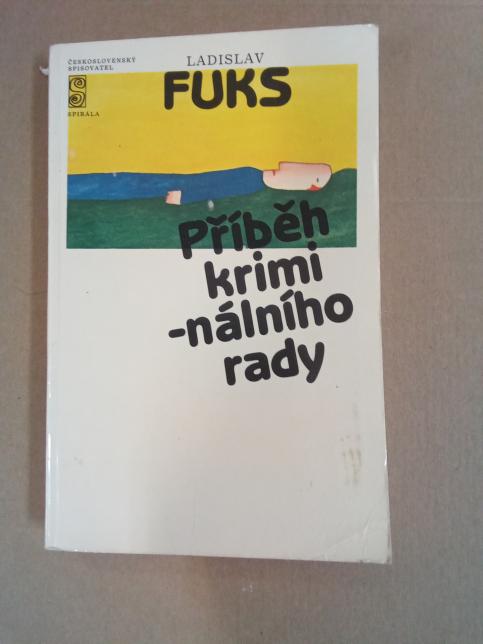 ČESKOSLOVENSKÝ
SPISOVATEL
SPIRÁLA
LADISLAV
FUKS
Příběh
krimi
-nálního
rady